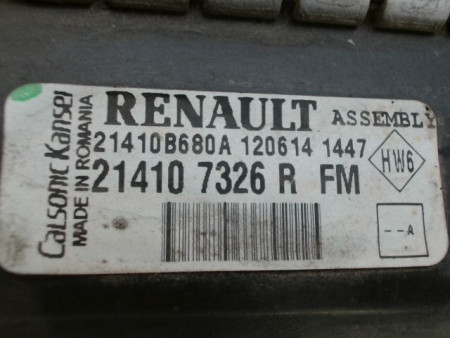 Calsonic Kansei
MADE IN ROMANIA
RENAULT ASSEMBLY
21410B680A 120614 1447
21410 7326 R FM
HW6
--A